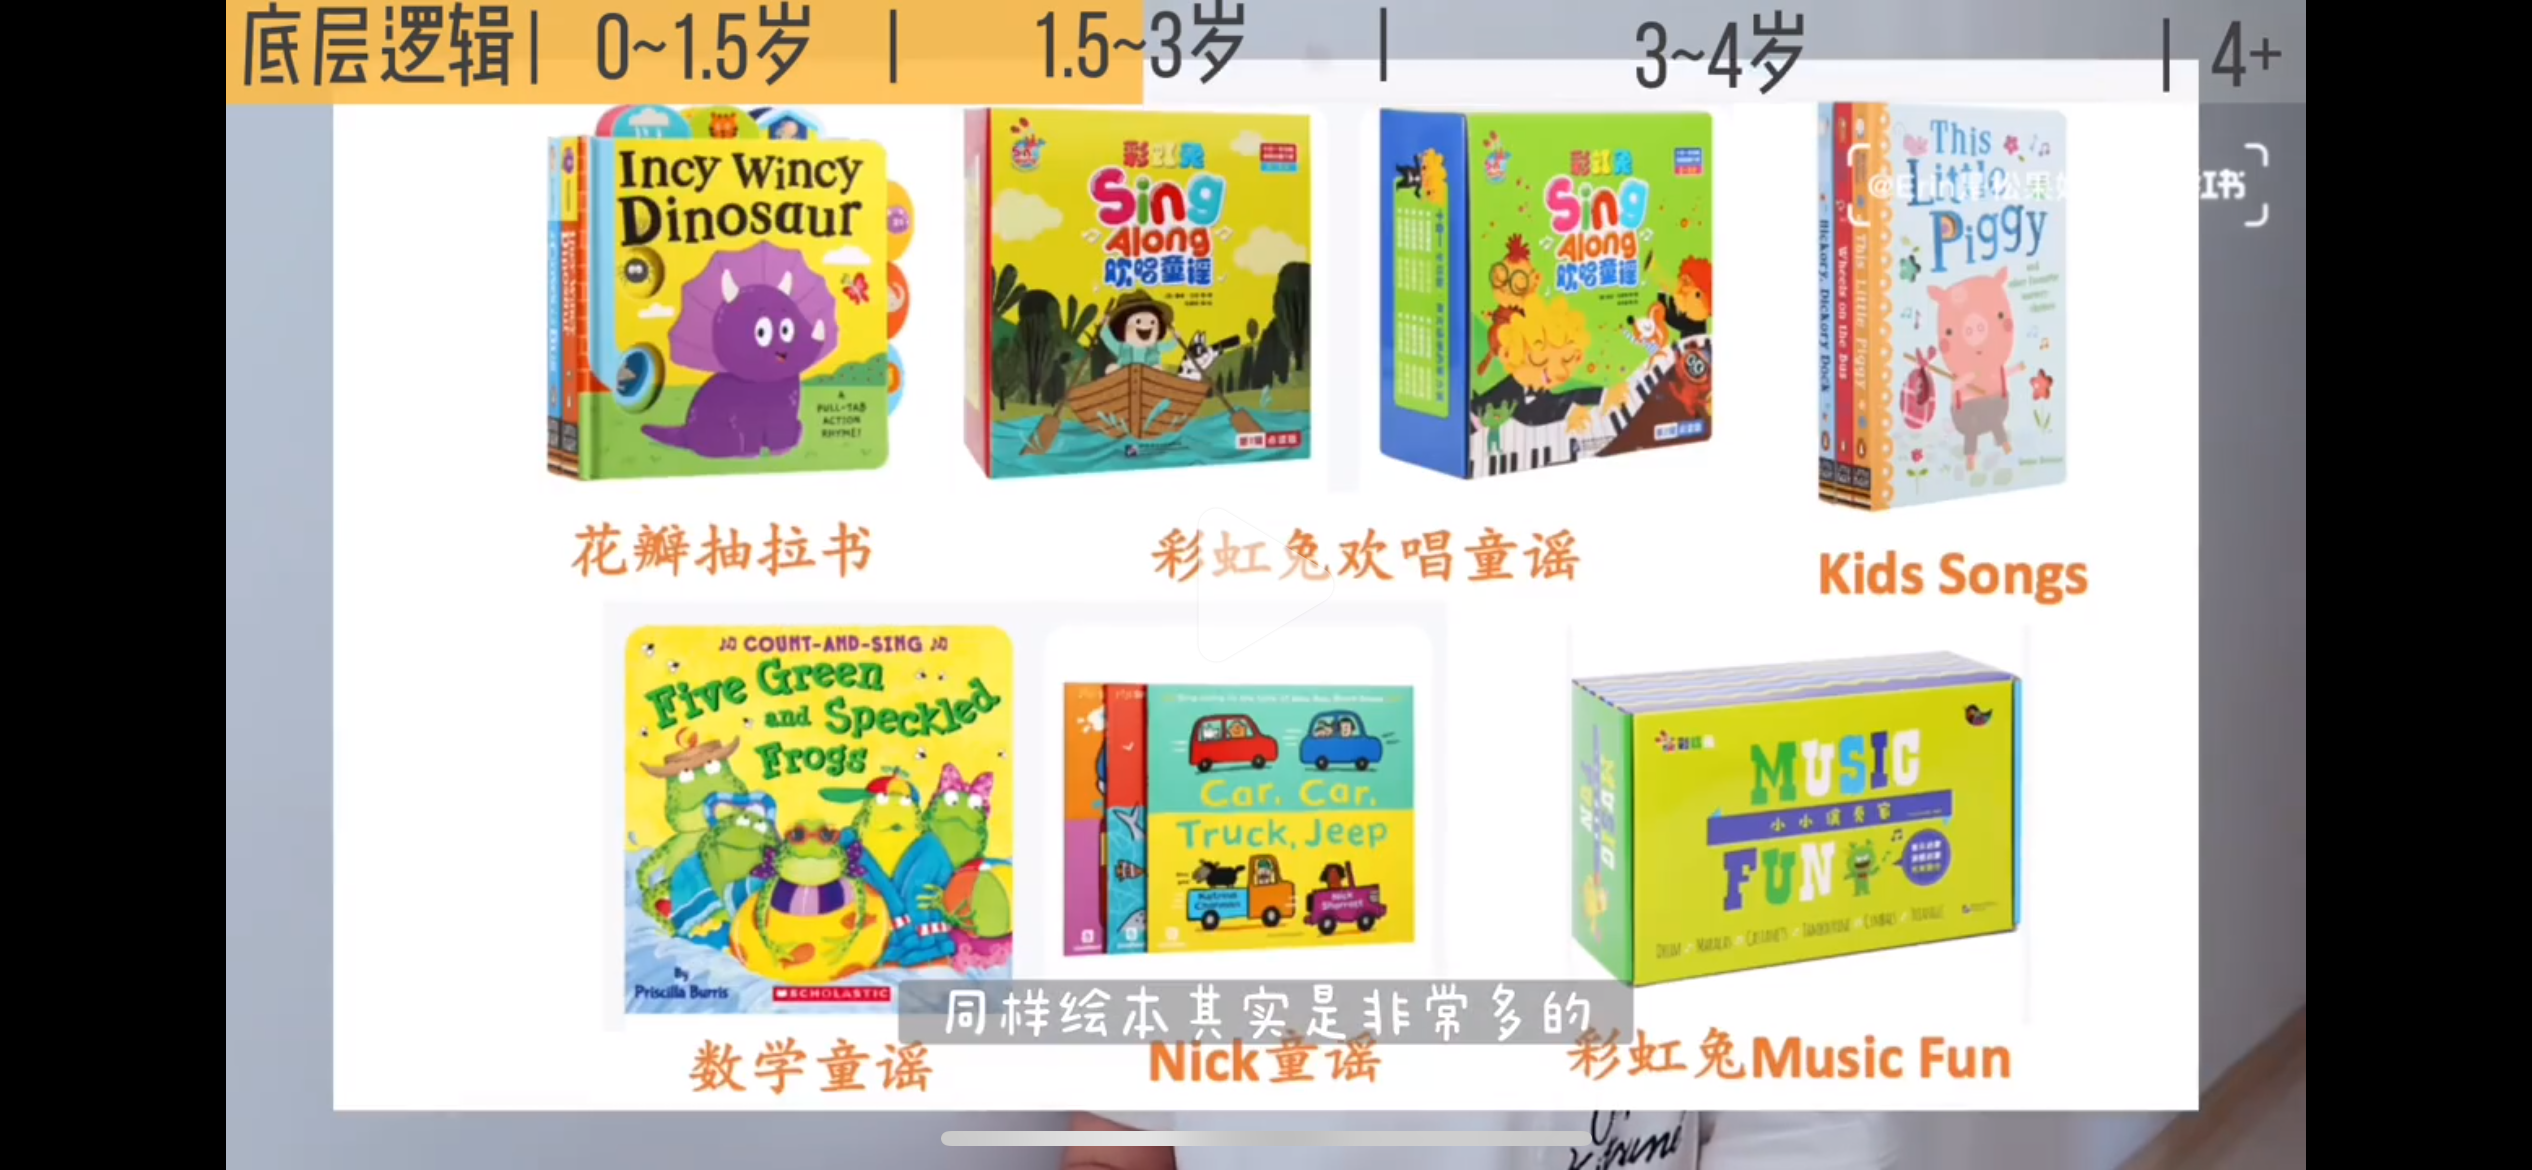 底层逻辑| 0~1.5岁 | 1.5~3岁 | 3~4岁 | 4+
Incy Wincy
Dinosaur
A
PULL-TAB
ACTION
RHYME!
彩虹兔
Sing
Along
欢唱童谣
彩虹兔
Sing
Along
欢唱童谣
This
Little
Piggy
Hickory, Dickory Dock
Wheels on the Bus
This Little Piggy
花瓣抽拉书
彩虹兔欢唱童谣
Kids Songs
COUNT-AND-SING
Five Green
and Speckled
Frogs
By
Priscilla Burris
SCHOLASTIC
Car, Car,
Truck, Jeep
Katrina
Charman
Nick
Sharratt
MUSIC
小小演奏家
FUN
同样绘本其实是非常多的
数学童谣
Nick童谣
彩虹兔Music Fun